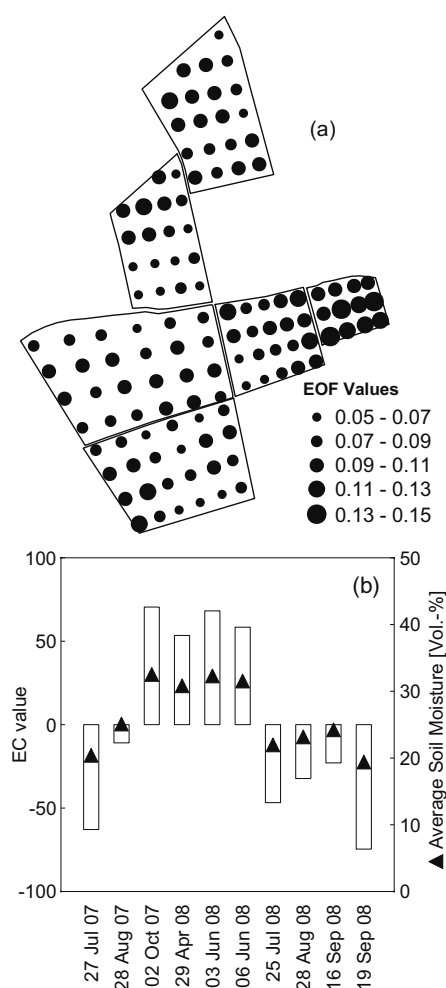 (a)
EOF Values
0.05 - 0.07
0.07 - 0.09
0.09 - 0.11
0.11 - 0.13
0.13 - 0.15
(b)
100
50
0
-50
-100
EC value
50
40
30
20
10
0
▲ Average Soil Moisture [Vol.-%]
27 Jul 07
28 Aug 07
02 Oct 07
29 Apr 08
03 Jun 08
06 Jun 08
25 Jul 08
28 Aug 08
16 Sep 08
19 Sep 08